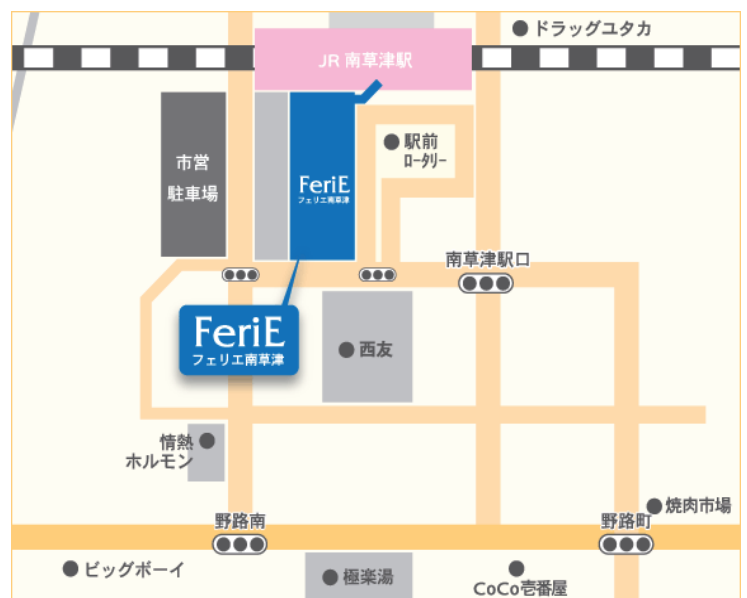 ドラッグユタカ
JR 南草津駅
市営
駐車場
駅前
ロータリー
FeriE
フェリエ南草津
南草津駅口
FeriE
フェリエ南草津
西友
情熱
ホルモン
焼肉市場
野路南
野路町
ビッグボーイ
極楽湯
CoCo壱番屋